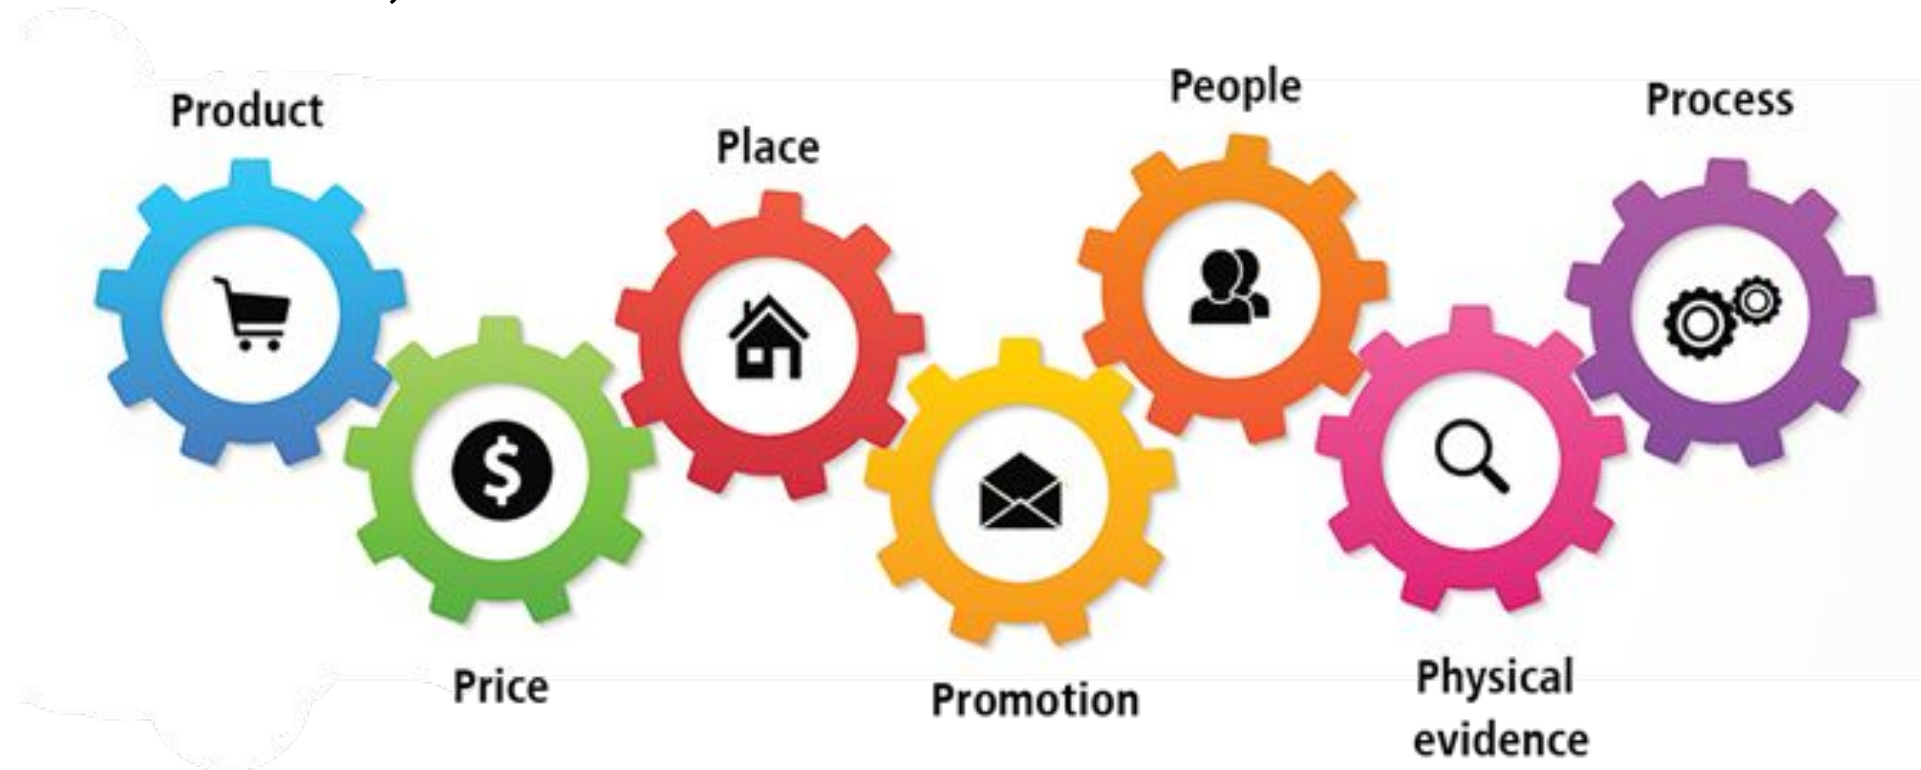 Product
Price
Place
Promotion
People
Physical
evidence
Process
$